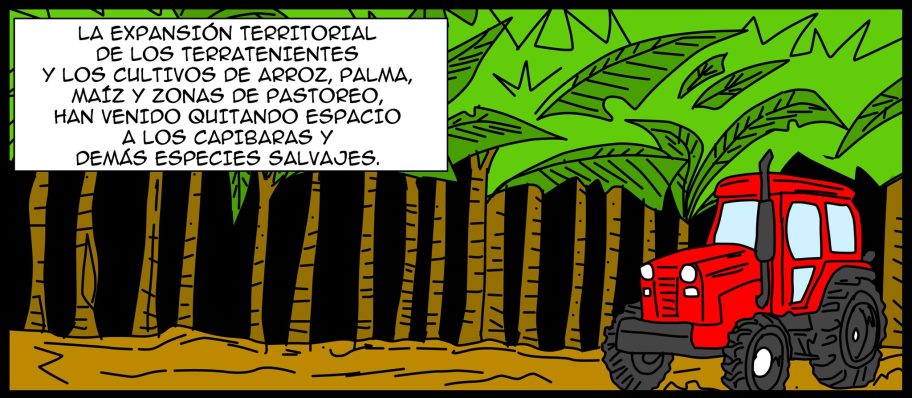 LA EXPANSIÓN TERRITORIAL
DE LOS TERRATENIENTES
Y LOS CULTIVOS DE ARROZ, PALMA,
MAÍZ Y ZONAS DE PASTOREO,
HAN VENIDO QUITANDO ESPACIO
A LOS CAPIBARAS Y
DEMÁS ESPECIES SALVAJES.